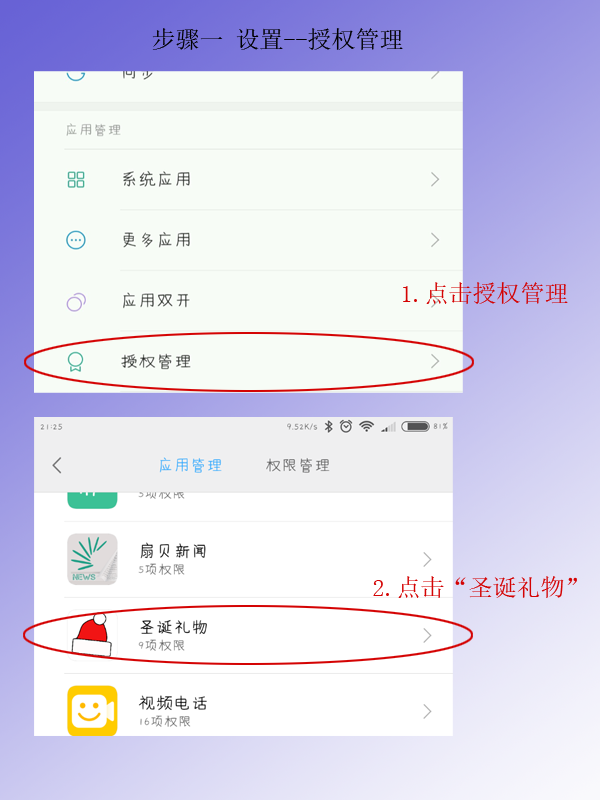 步骤一 设置--授权管理
同步
应用管理
系统应用
更多应用
应用双开
1.点击授权管理
授权管理
21:25 9.52K/s 81%
应用管理 权限管理
5项权限
扇贝新闻
NEWS
5项权限
2.点击“圣诞礼物”
圣诞礼物
9项权限
视频电话
16项权限